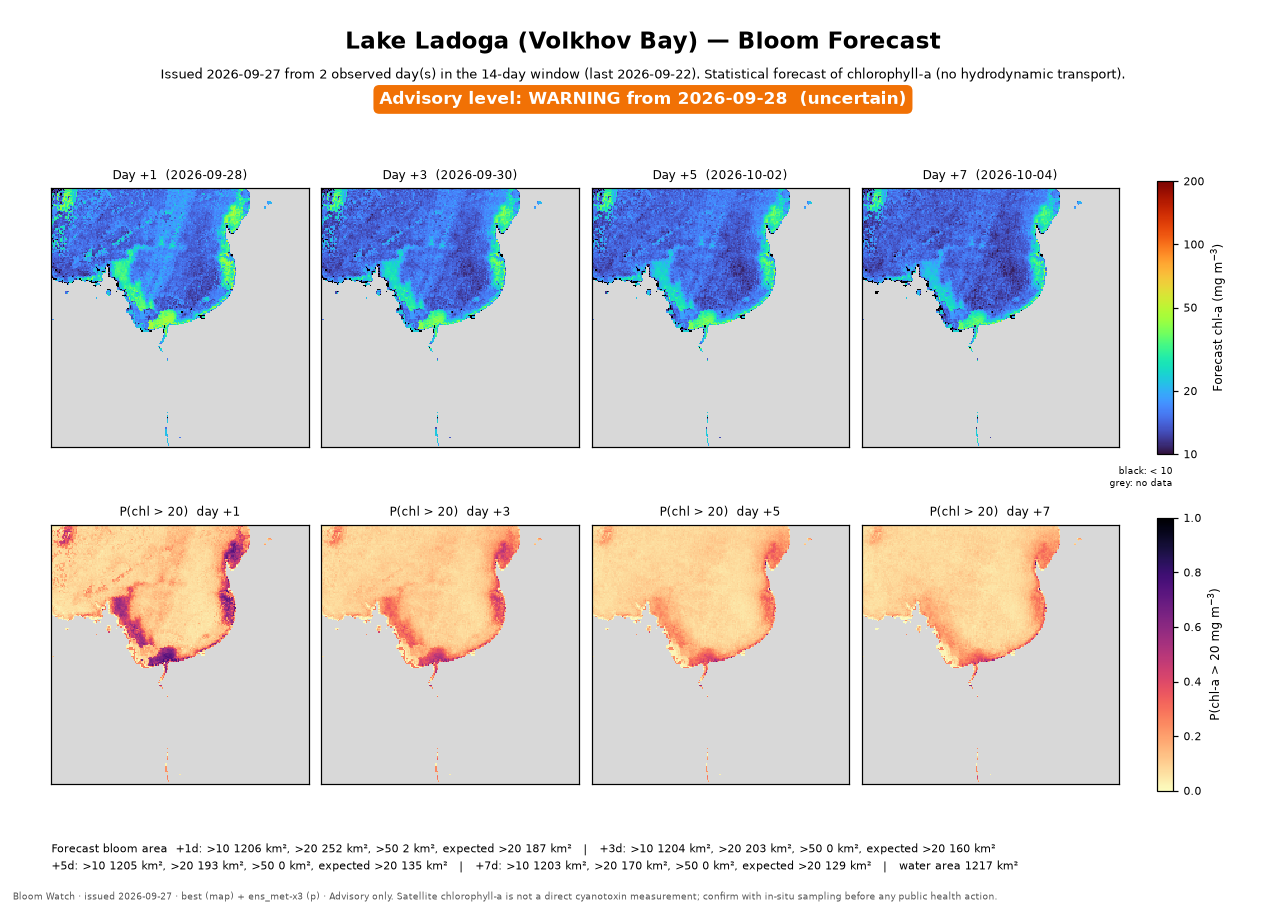 Lake Ladoga (Volkhov Bay) — Bloom Forecast
Issued 2026-09-27 from 2 observed day(s) in the 14-day window (last 2026-09-22). Statistical forecast of chlorophyll-a (no hydrodynamic transport).
Advisory level: WARNING from 2026-09-28 (uncertain)
Day +1 (2026-09-28)
Day +3 (2026-09-30)
Day +5 (2026-10-02)
Day +7 (2026-10-04)
200
100
50
20
10
Forecast chl-a (mg m⁻³)
black: < 10
grey: no data
P(chl > 20) day +1
P(chl > 20) day +3
P(chl > 20) day +5
P(chl > 20) day +7
1.0
0.8
0.6
0.4
0.2
0.0
P(chl-a > 20 mg m⁻³)
Forecast bloom area +1d: >10 1206 km², >20 252 km², >50 2 km², expected >20 187 km² | +3d: >10 1204 km², >20 203 km², >50 0 km², expected >20 160 km²
+5d: >10 1205 km², >20 193 km², >50 0 km², expected >20 135 km² | +7d: >10 1203 km², >20 170 km², >50 0 km², expected >20 129 km² | water area 1217 km²
Bloom Watch · issued 2026-09-27 · best (map) + ens_met-x3 (p) · Advisory only. Satellite chlorophyll-a is not a direct cyanotoxin measurement; confirm with in-situ sampling before any public health action.